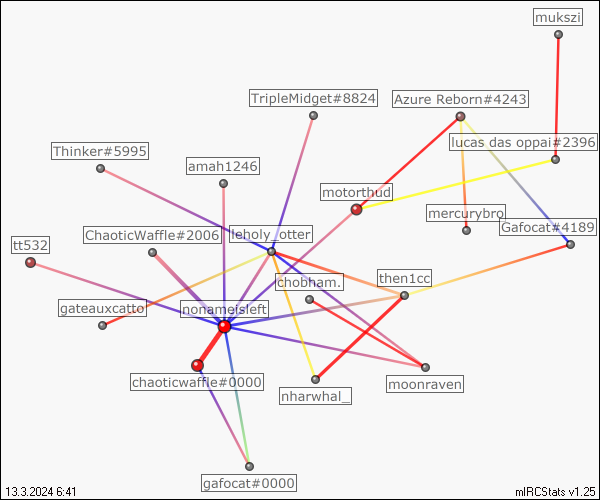 mukszi
TripleMidget#8824
Azure Reborn#4243
lucas das oppai#2396
Thinker#5995
amah1246
motorthud
mercurybro
Gafocat#4189
ChaoticWaffle#2006
leholy_otter
tt532
chobham.
then1cc
gateauxcatto
nonameisleft
chaoticwaffle#0000
nharwhal_
moonraven
gafocat#0000
13.3.2024 6:41
mIRCStats v1.25